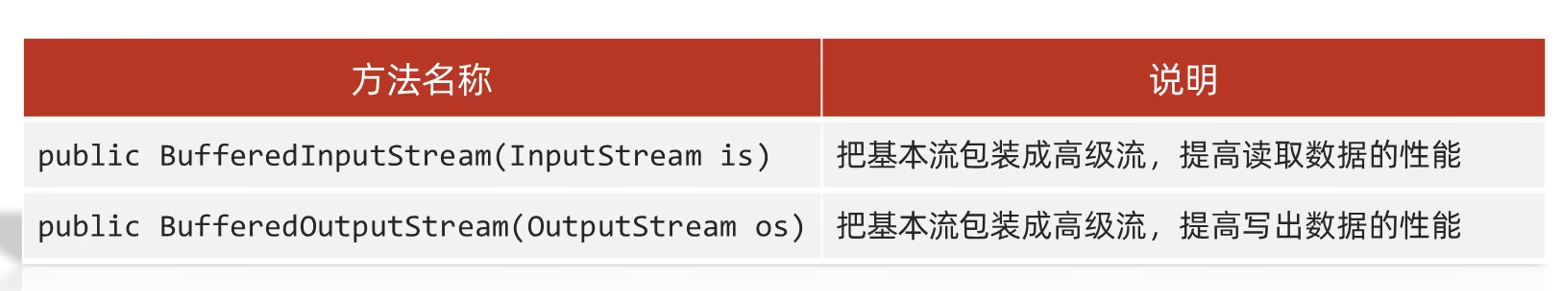 方法名称 说明
public BufferedInputStream(InputStream is) 把基本流包装成高级流，提高读取数据的性能
public BufferedOutputStream(OutputStream os) 把基本流包装成高级流，提高写出数据的性能